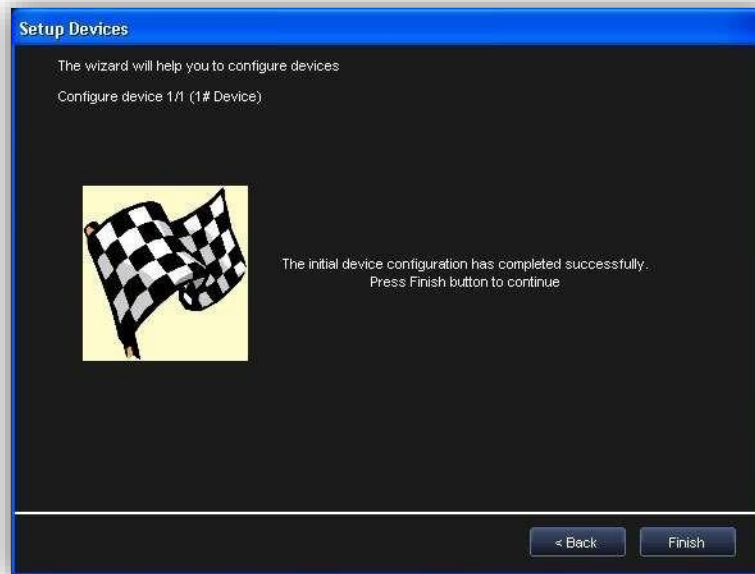 Setup Devices
The wizard will help you to configure devices
Configure device 1/1 (1# Device)
The initial device configuration has completed successfully.
Press Finish button to continue
< Back
Finish